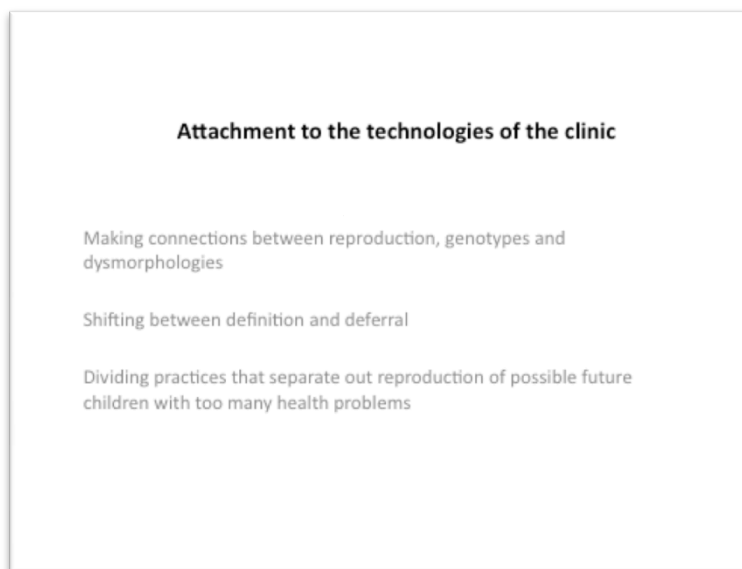 Attachment to the technologies of the clinic
Making connections between reproduction, genotypes and
dysmorphologies
Shifting between definition and deferral
Dividing practices that separate out reproduction of possible future
children with too many health problems